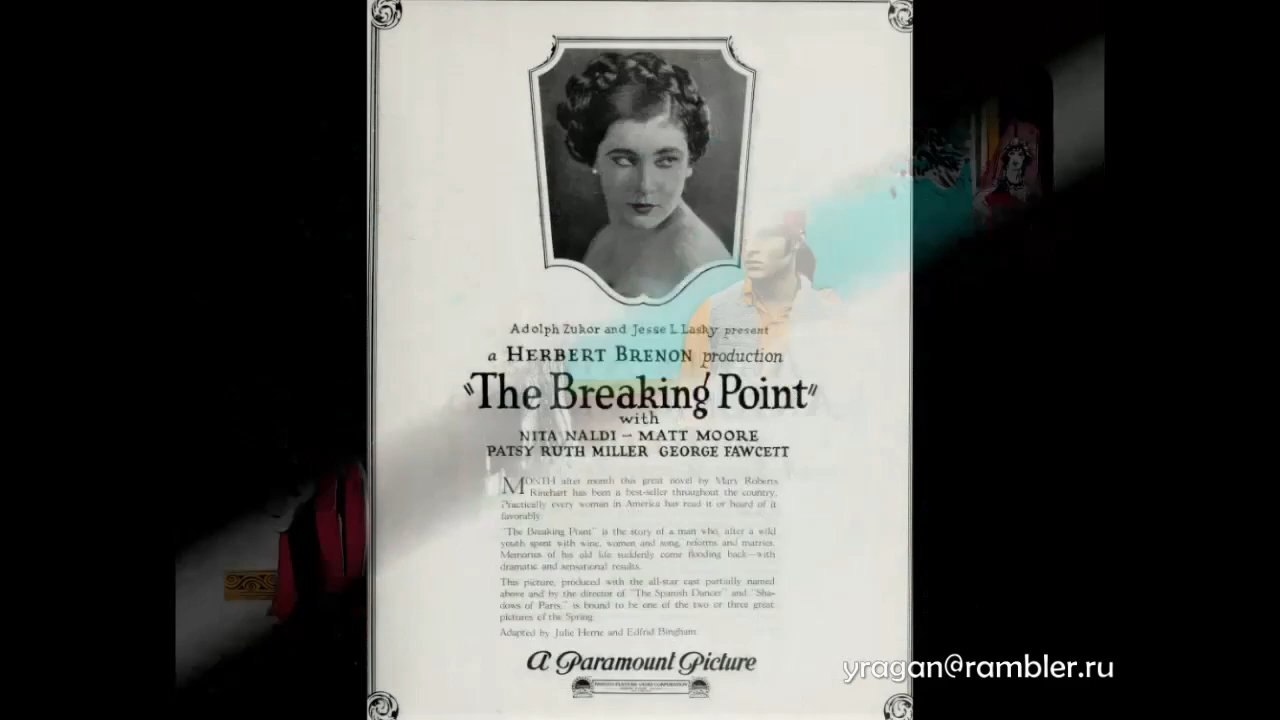 Adolph Zukor and Jesse L Lasky present
a HERBERT BRENON production
"The Breaking Point"
with
NITA NALDI – MATT MOORE
PATSY RUTH MILLER GEORGE FAWCETT
MONTH after month this great novel by Mary Roberts
Rinehart has been a best-seller throughout the country.
Practically every woman in America has read it or heard of it
favorably.
"The Breaking Point" is the story of a man who, after a wild
youth spent with wine, women and song, reforms and marries.
Memories of his old life suddenly come flooding back—with
dramatic and sensational results.
This picture, produced with the all-star cast partially named
above and by the director of "The Spanish Dancer" and "Sha-
dows of Paris," is bound to be one of the two or three great
pictures of the Spring.
Adapted by Julie Herne and Edfrid Bingham.
A Paramount Picture
yragan@rambler.ru